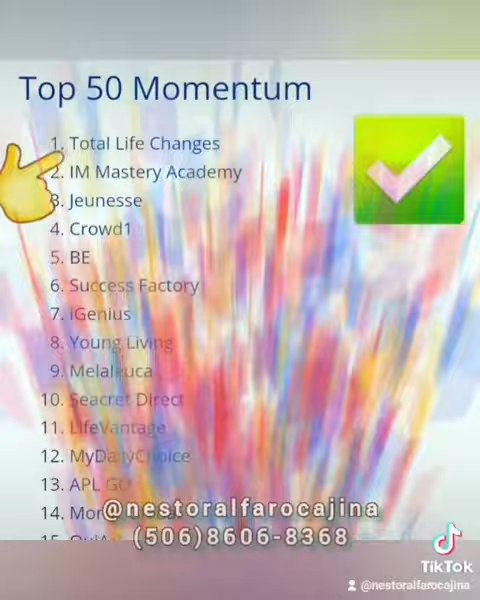 Top 50 Momentum
1. Total Life Changes
2. IM Mastery Academy
3. Jeunesse
4. Crowd1
5. BE
6. Success Factory
7. iGenius
8. Young Living
9. Melaleuca
10. Seacret Direct
11. LifeVantage
12. MyDailyChoice
13. APL GO
14.
15.
@nestoralfarocajina
(506)8606-8368
TikTok
@nestoralfarocajina